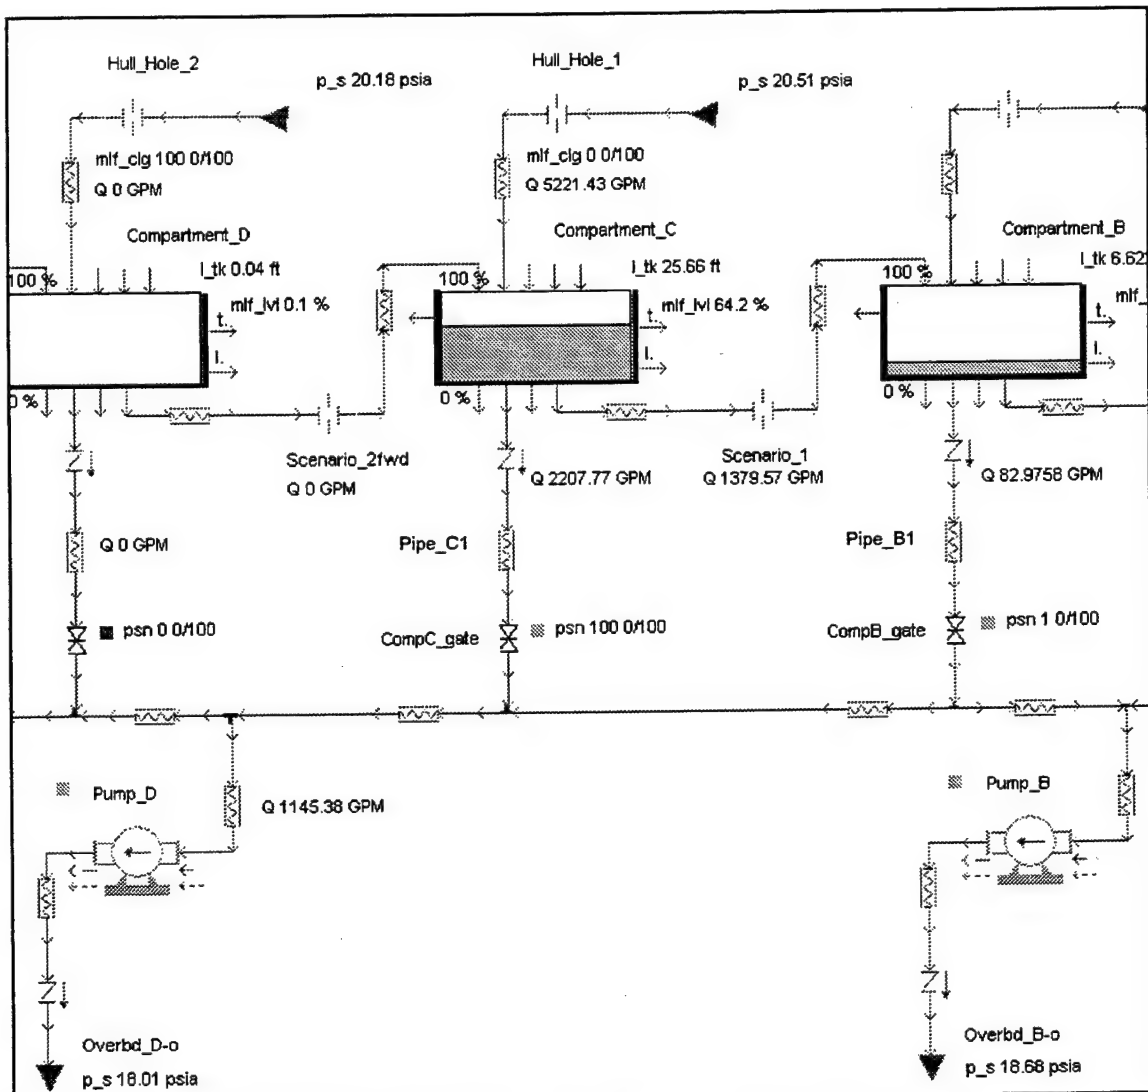 Hull_Hole_2
p_s 20.18 psia
Hull_Hole_1
p_s 20.51 psia
mlf_clg 100 0/100
Q 0 GPM
mlf_clg 0 0/100
Q 5221.43 GPM
Compartment_D
Compartment_C
Compartment_B
100 %
l_tk 0.04 ft
100 %
l_tk 25.66 ft
100 %
l_tk 6.62
mlf_lvl 0.1 %
t.
l.
mlf_lvl 64.2 %
t.
l.
mlf_
t.
l.
0 %
0 %
0 %
Scenario_2fwd
Q 0 GPM
Q 2207.77 GPM
Scenario_1
Q 1379.57 GPM
Q 82.9758 GPM
Q 0 GPM
Pipe_C1
Pipe_B1
psn 0 0/100
CompC_gate
psn 100 0/100
CompB_gate
psn 1 0/100
Pump_D
Q 1145.38 GPM
Pump_B
Overbd_D-o
p_s 18.01 psia
Overbd_B-o
p_s 18.68 psia